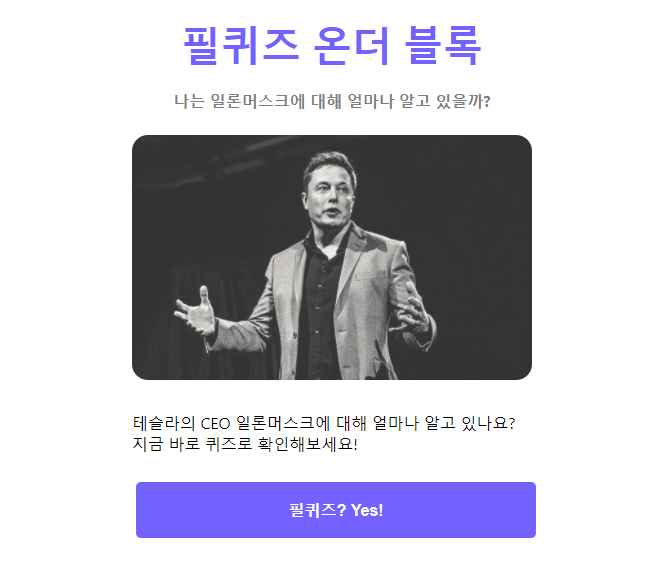 필퀴즈 온더 블록
나는 일론머스크에 대해 얼마나 알고 있을까?
테슬라의 CEO 일론머스크에 대해 얼마나 알고 있나요?
지금 바로 퀴즈로 확인해보세요!
필퀴즈? Yes!